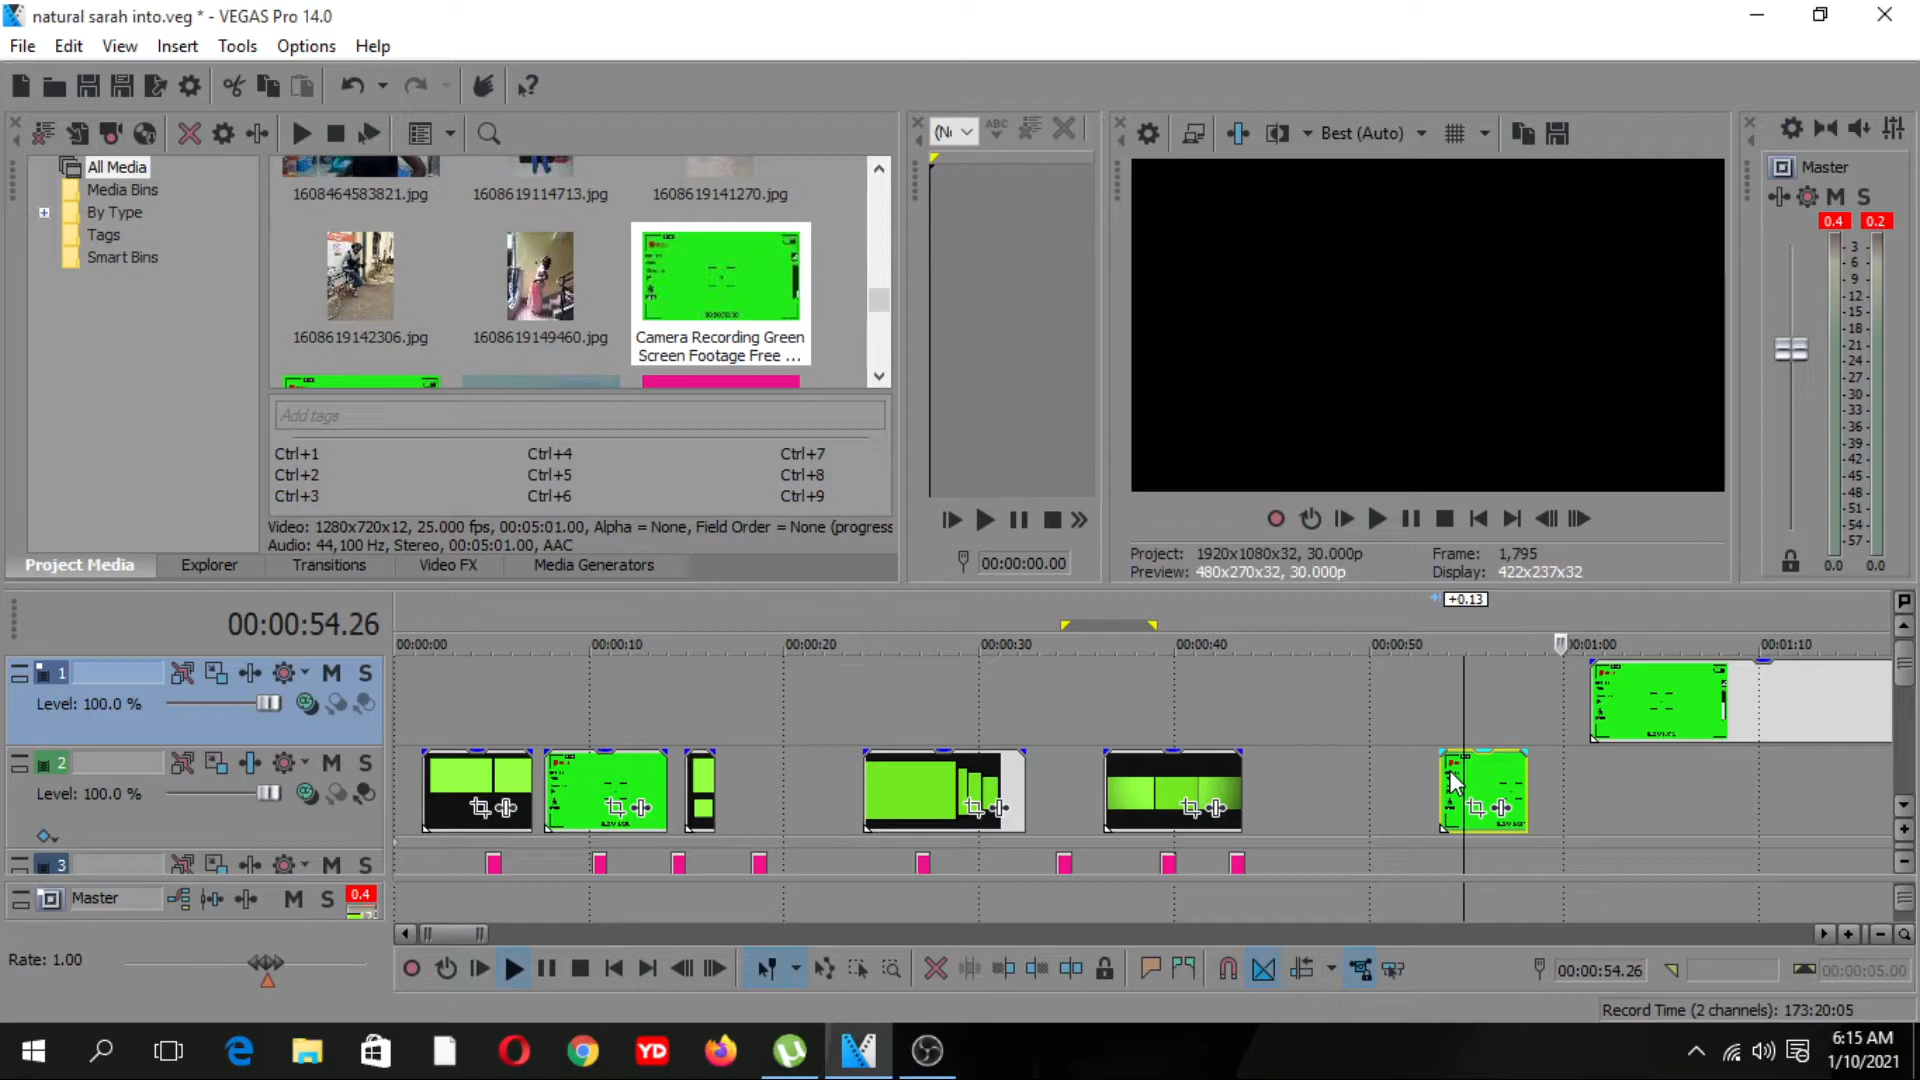 natural sarah into.veg * - VEGAS Pro 14.0
File Edit View Insert Tools Options Help
All Media
Media Bins
By Type
Tags
Smart Bins
1608464583821.jpg 1608619114713.jpg 1608619141270.jpg
1608619142306.jpg 1608619149460.jpg Camera Recording Green
Screen Footage Free ...
Add tags
Ctrl+1 Ctrl+4 Ctrl+7
Ctrl+2 Ctrl+5 Ctrl+8
Ctrl+3 Ctrl+6 Ctrl+9
Video: 1280x720x12, 25.000 fps, 00:05:01.00, Alpha = None, Field Order = None (progress
Audio: 44,100 Hz, Stereo, 00:05:01.00, AAC
Project Media Explorer Transitions Video FX Media Generators
ABC
00:00:00.00
Best (Auto)
Project: 1920x1080x32, 30.000p Frame: 1,795
Preview: 480x270x32, 30.000p Display: 422x237x32
Master
M S
0.4 0.2
3
6
9
-12-
-15-
-18-
-21-
-24-
-27-
-30-
-33-
-36-
-39-
-42-
-45-
-48-
-51-
-54-
-57-
0.0 0.0
00:00:54.26
+0.13
00:00:00 00:00:10 00:00:20 00:00:30 00:00:40 00:00:50 00:01:00 00:01:10
1 M S
Level: 100.0 %
2 M S
Level: 100.0 %
3 M S
Master M S 0.4
Rate: 1.00
00:00:54.26 00:00:05.00
Record Time (2 channels): 173:20:05
YD
6:15 AM
1/10/2021